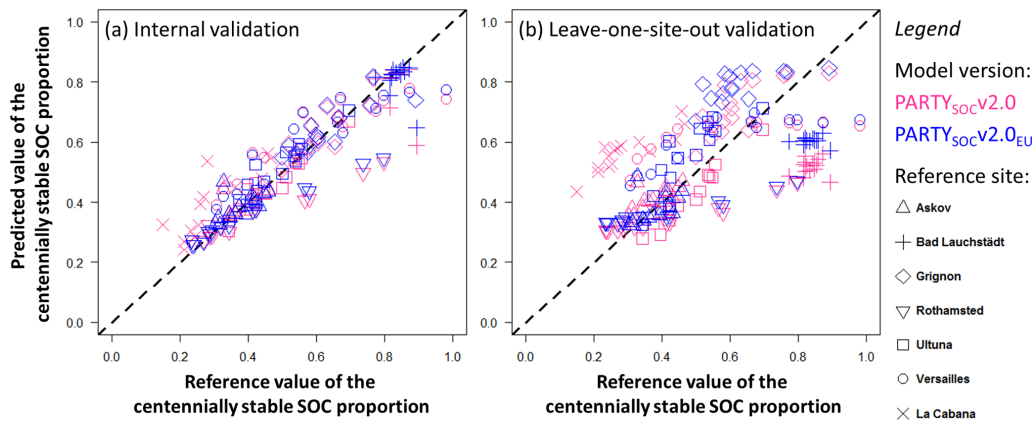 (a) Internal validation
(b) Leave-one-site-out validation
Predicted value of the
centennially stable SOC proportion
1.0
0.8
0.6
0.4
0.2
0.0
0.0 0.2 0.4 0.6 0.8 1.0
Reference value of the
centennially stable SOC proportion
1.0
0.8
0.6
0.4
0.2
0.0
0.0 0.2 0.4 0.6 0.8 1.0
Reference value of the
centennially stable SOC proportion
Legend
Model version:
PARTYSOCv2.0
PARTYSOCv2.0EU
Reference site:
Askov
Bad Lauchstädt
Grignon
Rothamsted
Ultuna
Versailles
La Cabana